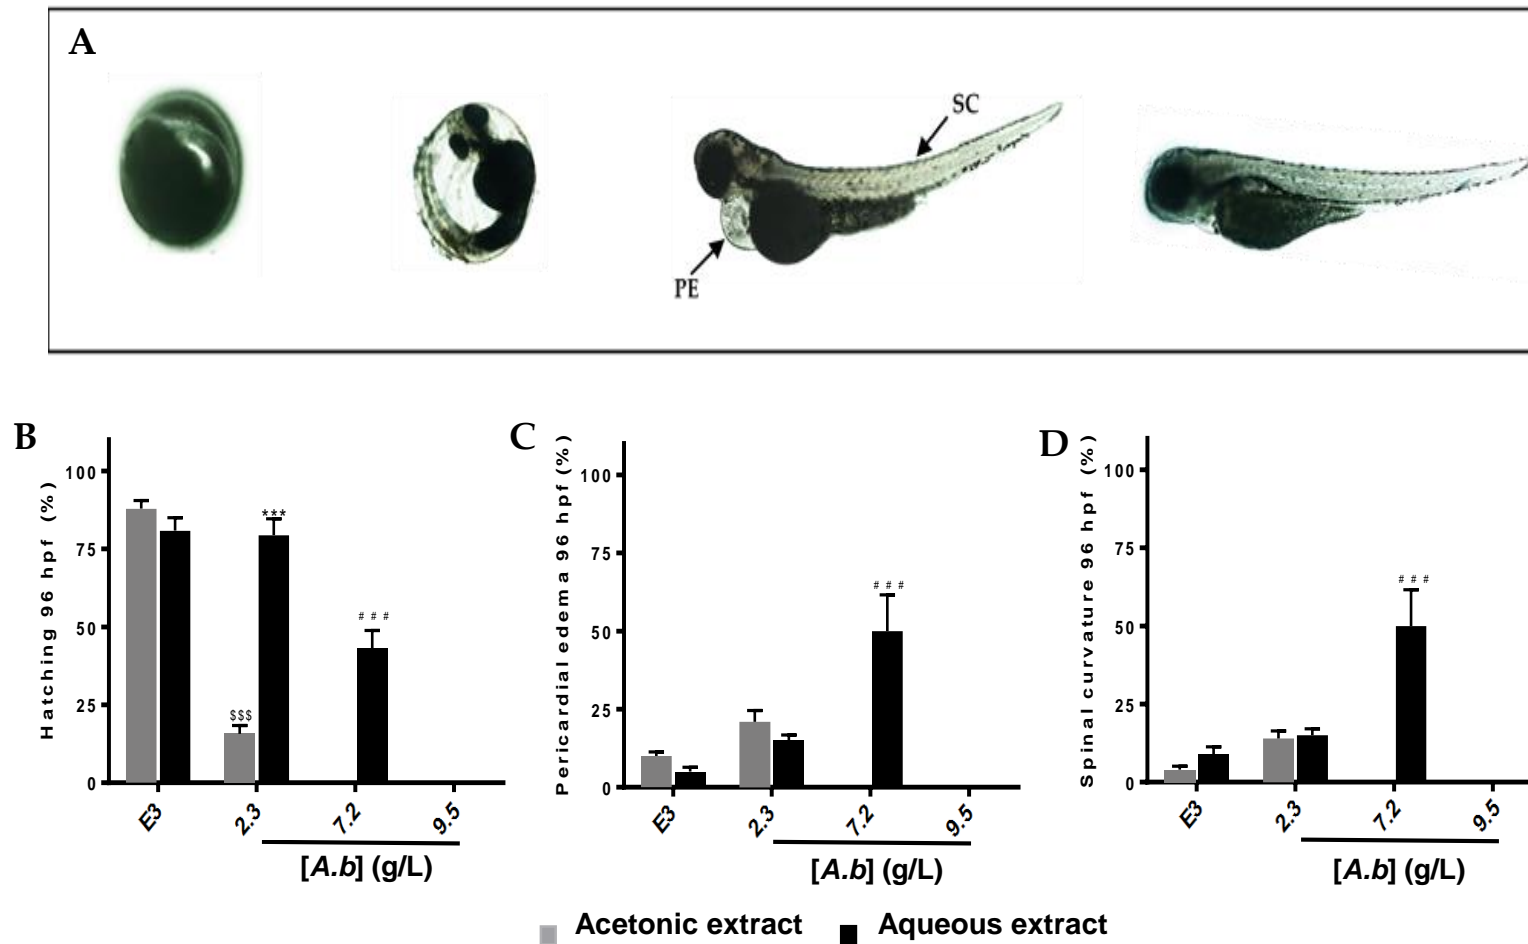 A
SC
PE
B
Hatching 96 hpf (%)
100
75
50
25
0
$$$
***
# # #
E3
2.3
7.2
9.5
[A.b] (g/L)
C
Pericardial edema 96 hpf (%)
100
75
50
25
0
# # #
E3
2.3
7.2
9.5
[A.b] (g/L)
D
Spinal curvature 96 hpf (%)
100
75
50
25
0
# # #
E3
2.3
7.2
9.5
[A.b] (g/L)
Acetonic extract
Aqueous extract